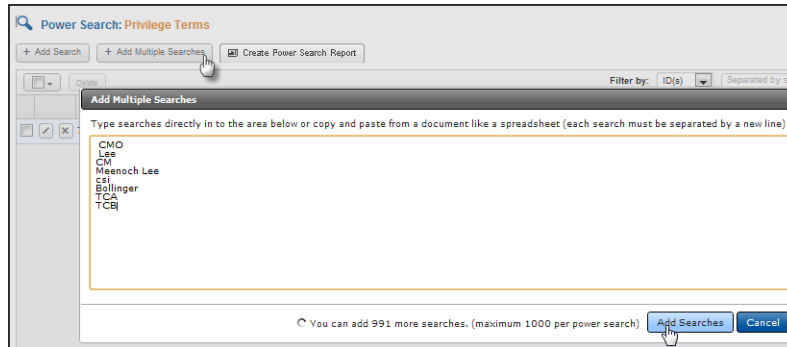 Power Search: Privilege Terms
+ Add Search + Add Multiple Searches Create Power Search Report
Delete Filter by: ID(s) Separated by s
Add Multiple Searches
Type searches directly in to the area below or copy and paste from a document like a spreadsheet (each search must be separated by a new line)
CMO
Lee
CM
Meenoch Lee
csi
Bollinger
TCA
TCB
You can add 991 more searches. (maximum 1000 per power search) Add Searches Cancel